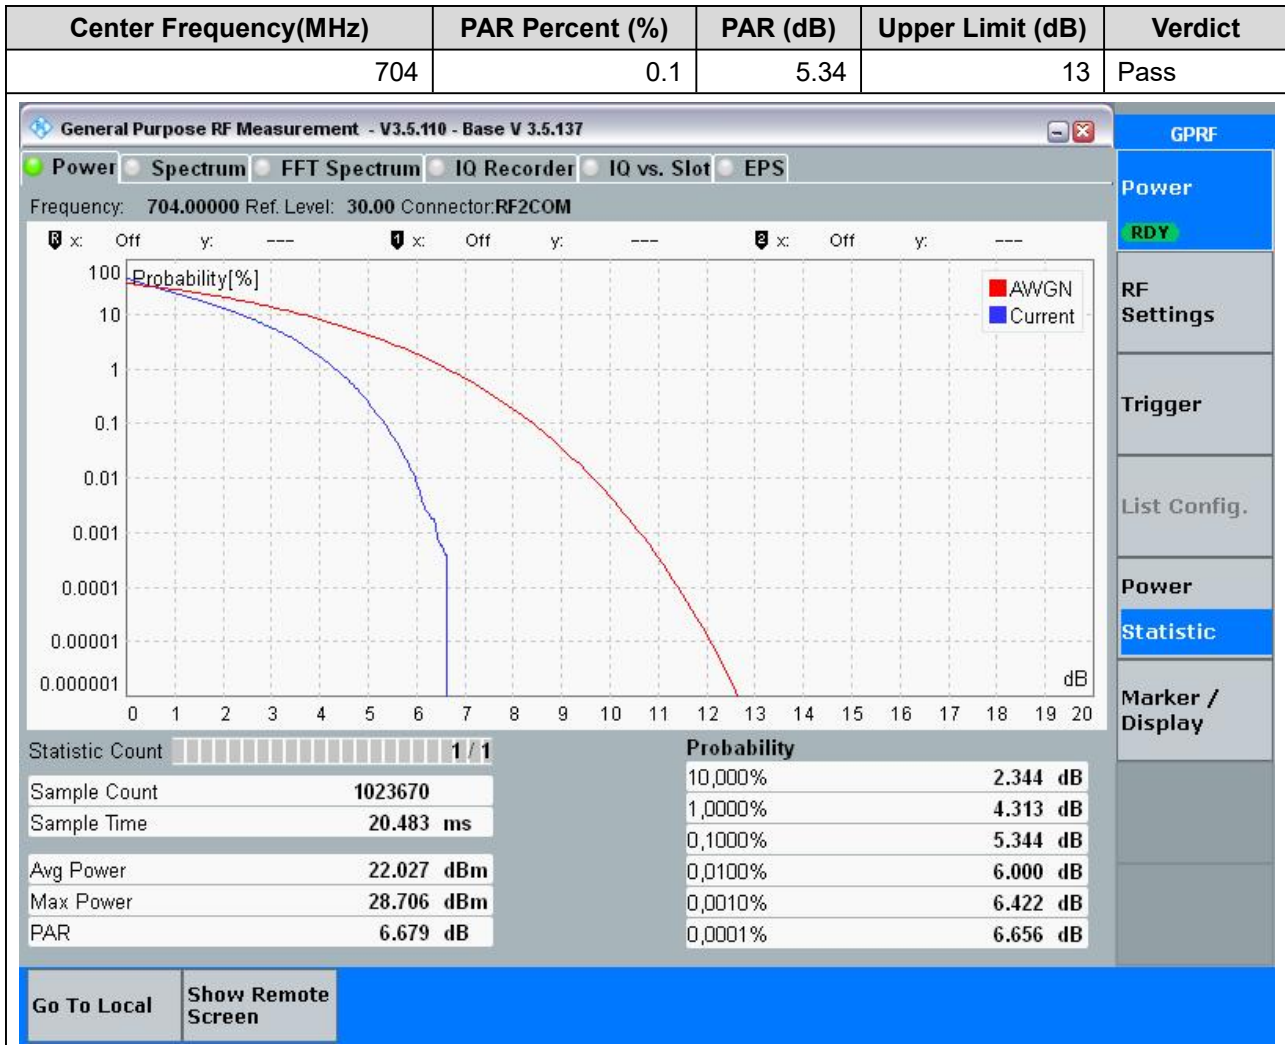 Center Frequency(MHz) PAR Percent (%) PAR (dB) Upper Limit (dB) Verdict
704 0.1 5.34 13 Pass
General Purpose RF Measurement - V3.5.110 - Base V 3.5.137
GPRF
Power Spectrum FFT Spectrum IQ Recorder IQ vs. Slot EPS
Power
RDY
Frequency: 704.00000 Ref. Level: 30.00 Connector:RF2COM
R x: Off y: --- 1 x: Off y: --- 2 x: Off y: ---
Probability[%]
AWGN
Current
100
10
1
0.1
0.01
0.001
0.0001
0.00001
0.000001
dB
0 1 2 3 4 5 6 7 8 9 10 11 12 13 14 15 16 17 18 19 20
RF
Settings
Trigger
List Config.
Power
Statistic
Marker /
Display
Statistic Count 1 / 1
Sample Count 1023670
Sample Time 20.483 ms
Avg Power 22.027 dBm
Max Power 28.706 dBm
PAR 6.679 dB
Probability
10,000% 2.344 dB
1,0000% 4.313 dB
0,1000% 5.344 dB
0,0100% 6.000 dB
0,0010% 6.422 dB
0,0001% 6.656 dB
Go To Local
Show Remote
Screen